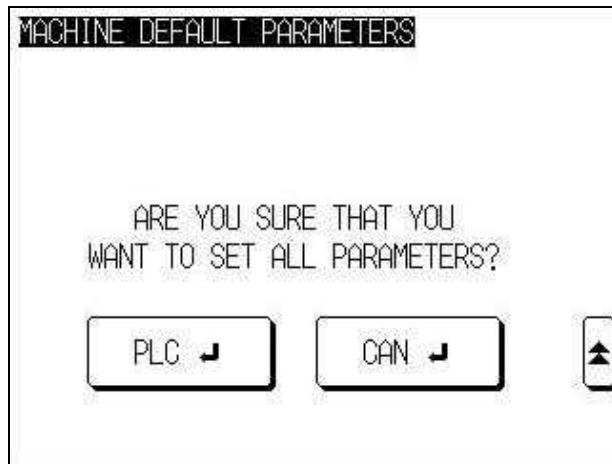 MACHINE DEFAULT PARAMETERS
ARE YOU SURE THAT YOU
WANT TO SET ALL PARAMETERS?
PLC ↵ CAN ↵